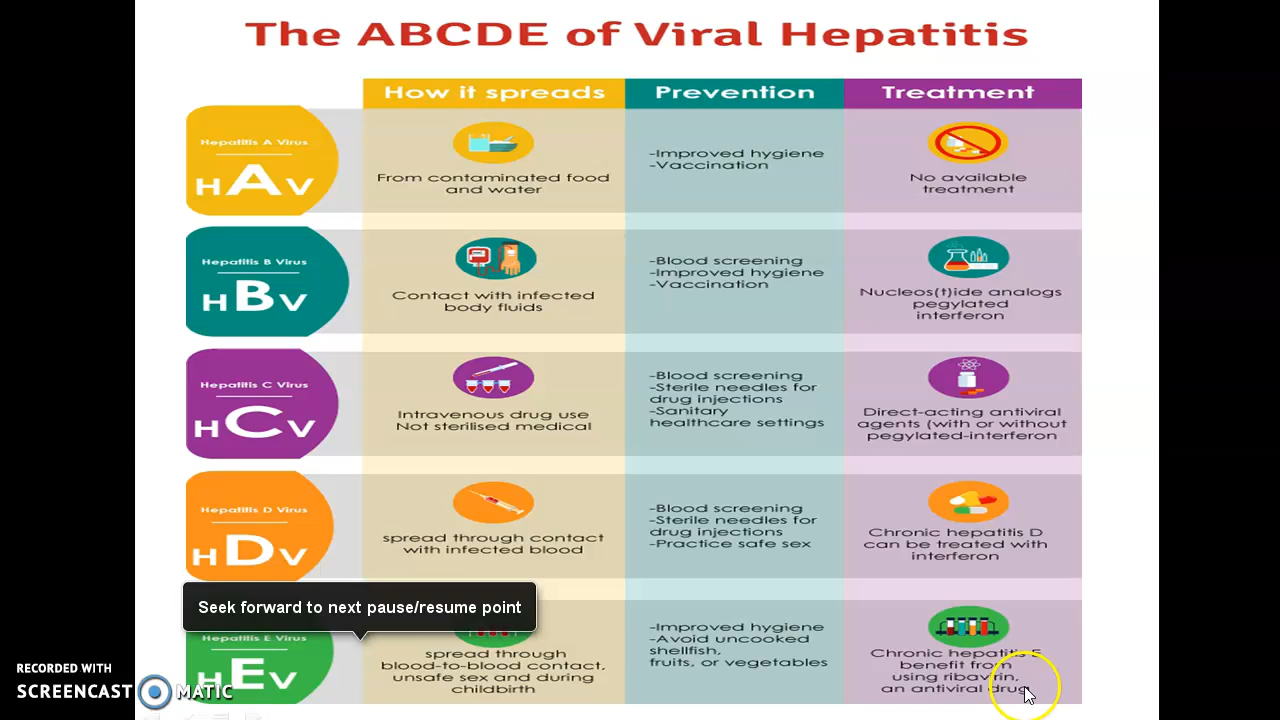 The ABCDE of Viral Hepatitis
How it spreads
Prevention
Treatment
Hepatitis A Virus
HAV
From contaminated food
and water
-Improved hygiene
-Vaccination
No available
treatment
Hepatitis B Virus
HBV
Contact with infected
body fluids
-Blood screening
-Improved hygiene
-Vaccination
Nucleos(t)ide analogs
pegylated
interferon
Hepatitis C Virus
HCV
Intravenous drug use
Not sterilised medical
-Blood screening
-Sterile needles for
drug injections
-Sanitary
healthcare settings
Direct-acting antiviral
agents (with or without
pegylated-interferon
Hepatitis D Virus
HDV
spread through contact
with infected blood
-Blood screening
-Sterile needles for
drug injections
-Practice safe sex
Chronic hepatitis D
can be treated with
interferon
Seek forward to next pause/resume point
Hepatitis E Virus
HEV
spread through
blood-to-blood contact,
unsafe sex and during
childbirth
-Improved hygiene
-Avoid uncooked
shellfish,
fruits, or vegetables
Chronic hepatitis E
benefit from
using ribavirin,
an antiviral drug
RECORDED WITH
SCREENCAST MATIC